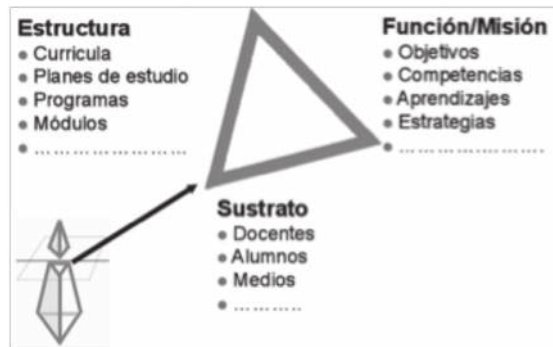 Estructura
• Curricula
• Planes de estudio
• Programas
• Módulos
• ........................
Función/Misión
• Objetivos
• Competencias
• Aprendizajes
• Estrategias
• ........................
Sustrato
• Docentes
• Alumnos
• Medios
• ...........